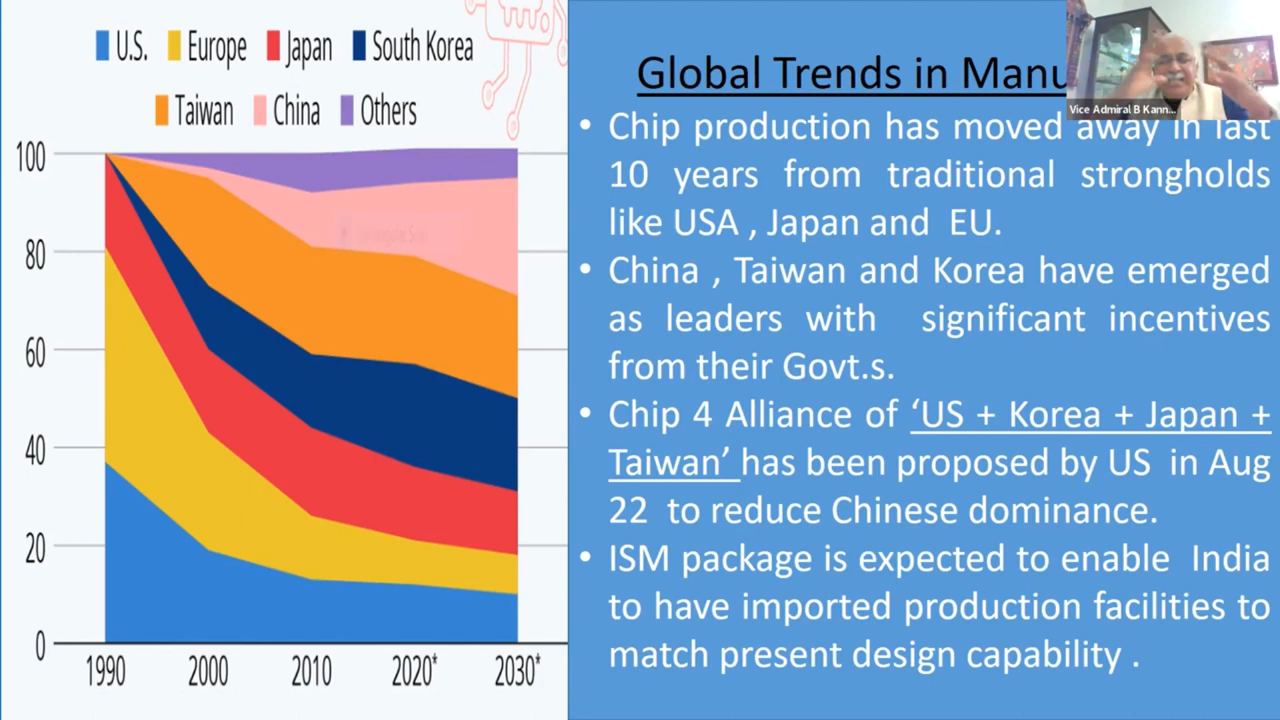 U.S. Europe Japan South Korea
Taiwan China Others
100
80
60
40
20
0
1990 2000 2010 2020* 2030*
Global Trends in Manu
• Chip production has moved away in last
10 years from traditional strongholds
like USA , Japan and EU.
• China , Taiwan and Korea have emerged
as leaders with significant incentives
from their Govt.s.
• Chip 4 Alliance of ‘US + Korea + Japan +
Taiwan’ has been proposed by US in Aug
22 to reduce Chinese dominance.
• ISM package is expected to enable India
to have imported production facilities to
match present design capability .
Vice Admiral B Kann...